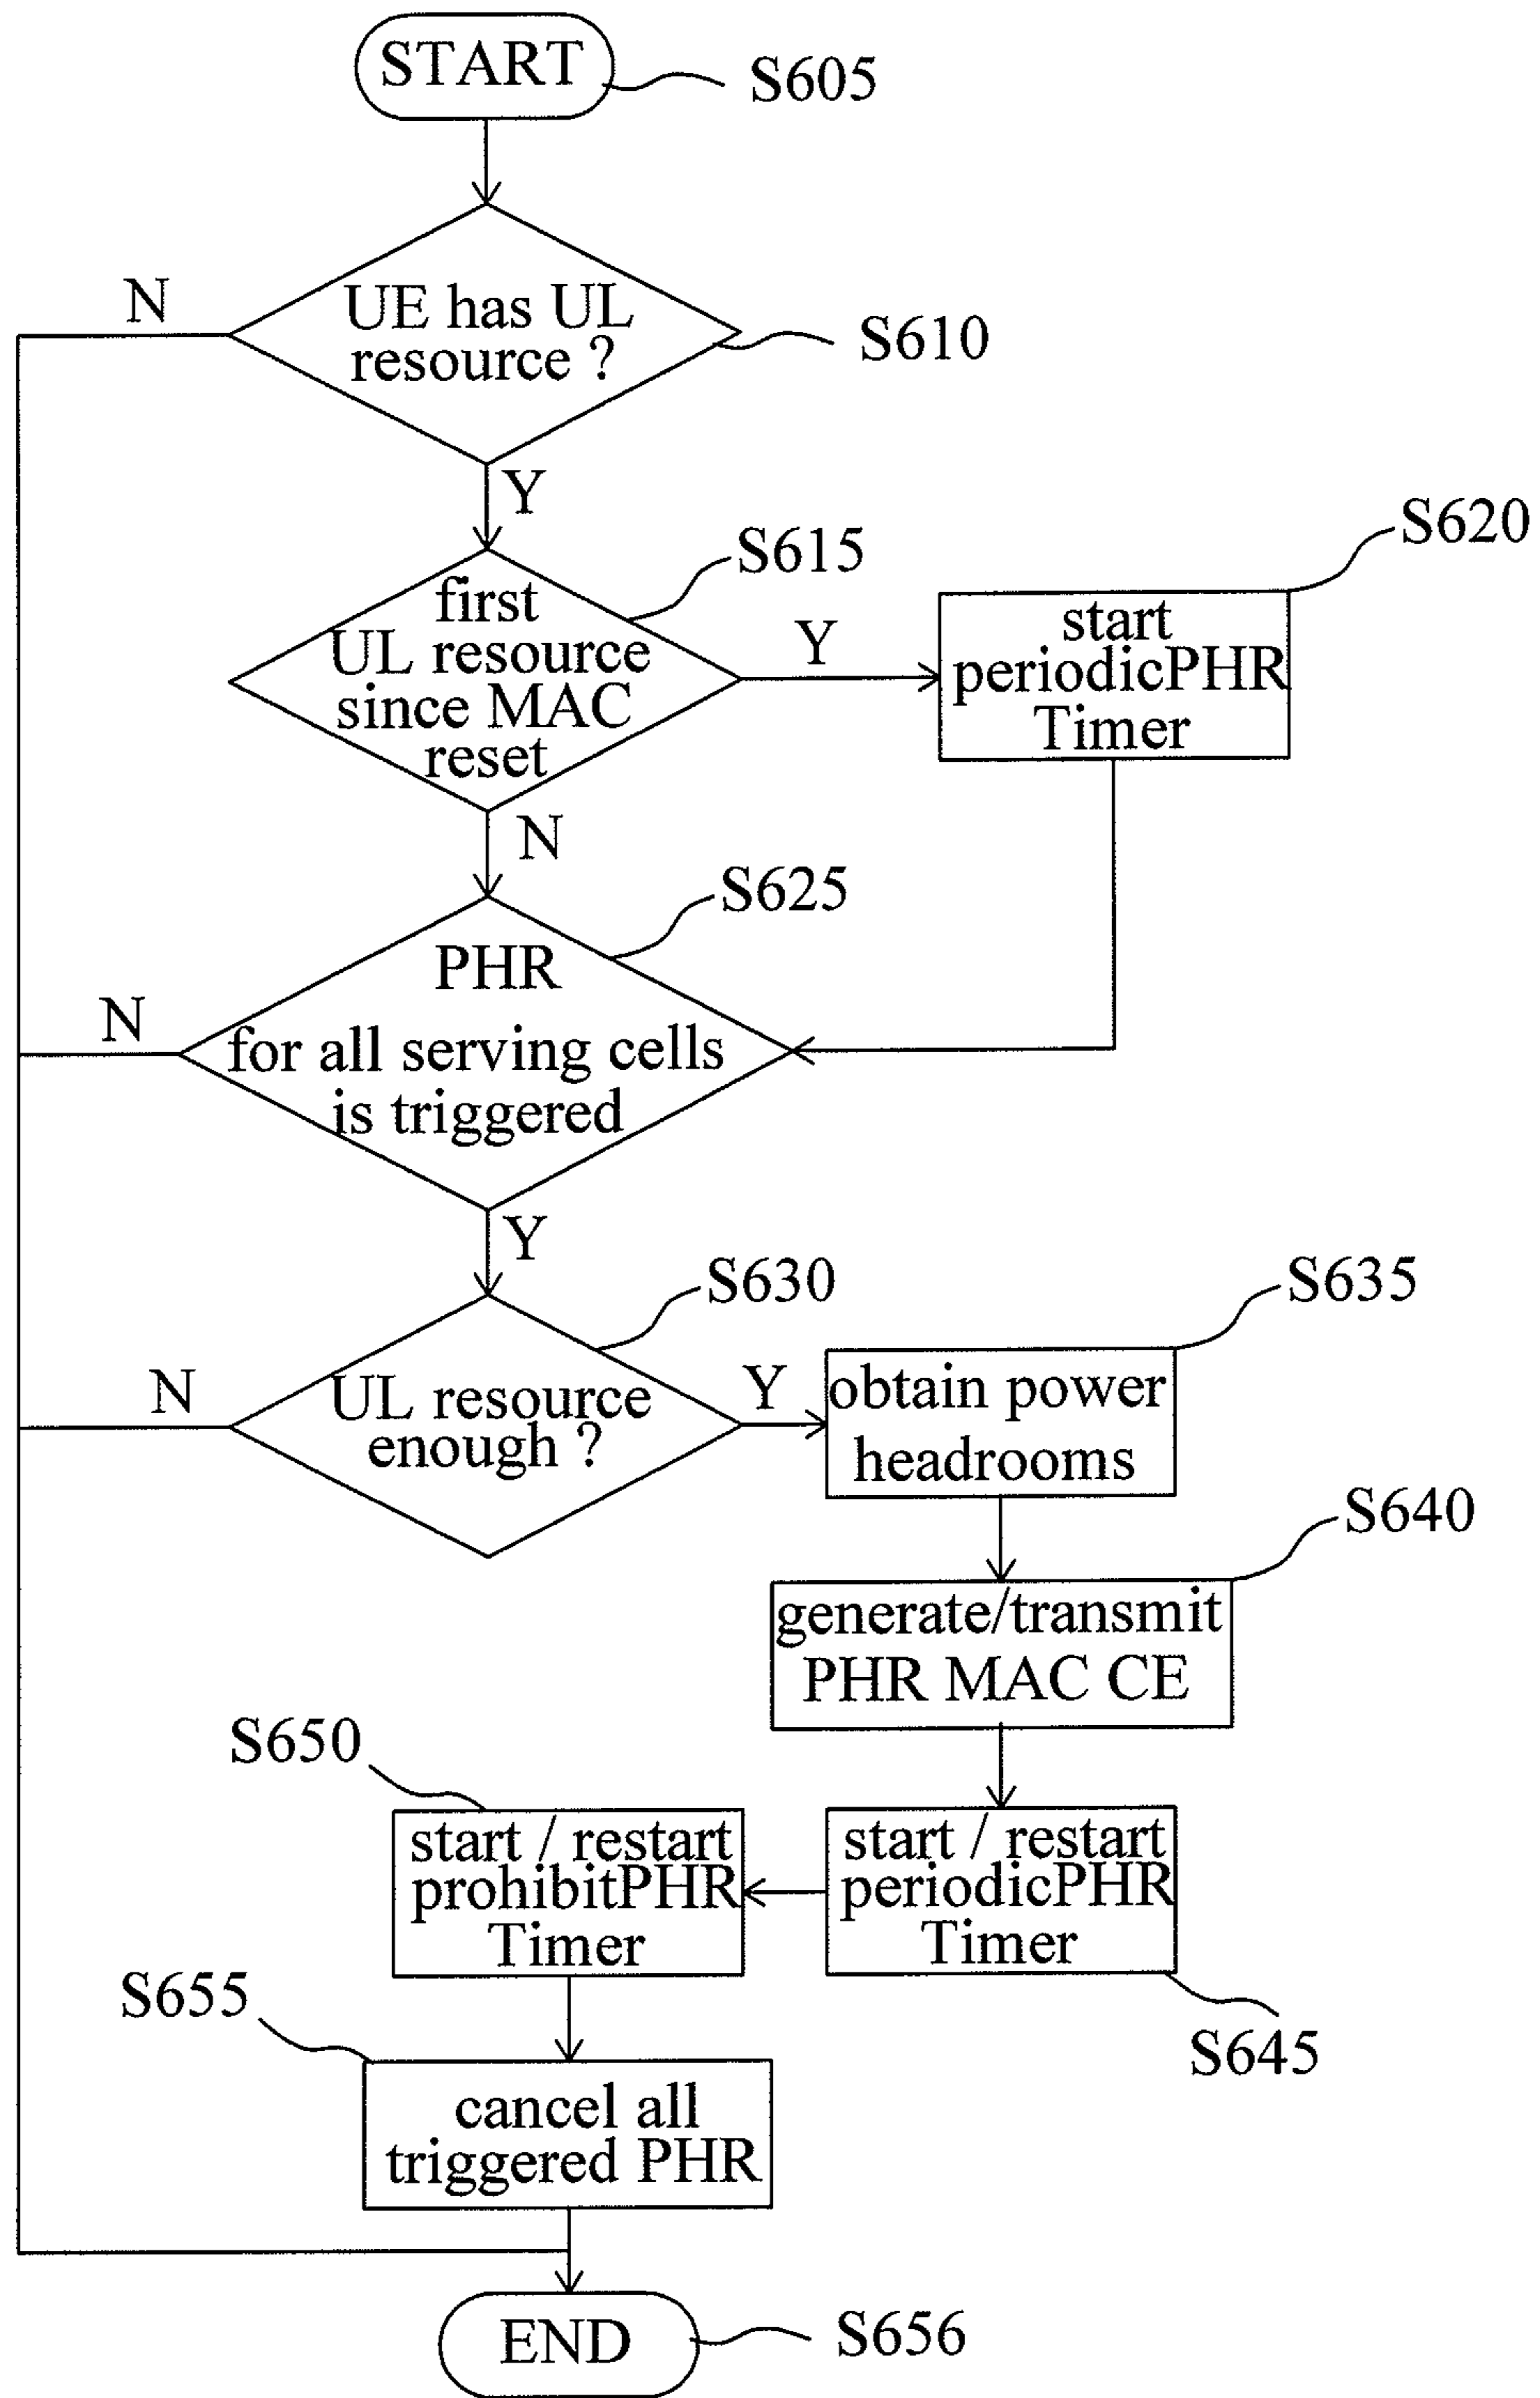 START
S605
N
UE has UL
resource ?
S610
Y
S615
S620
first
UL resource
since MAC
reset
Y
start
periodicPHR
Timer
N
S625
PHR
for all serving cells
is triggered
N
Y
S630
S635
N
UL resource
enough ?
Y
obtain power
headrooms
S640
generate/transmit
PHR MAC CE
S650
start / restart
prohibitPHR
Timer
start / restart
periodicPHR
Timer
S655
S645
cancel all
triggered PHR
END
S656